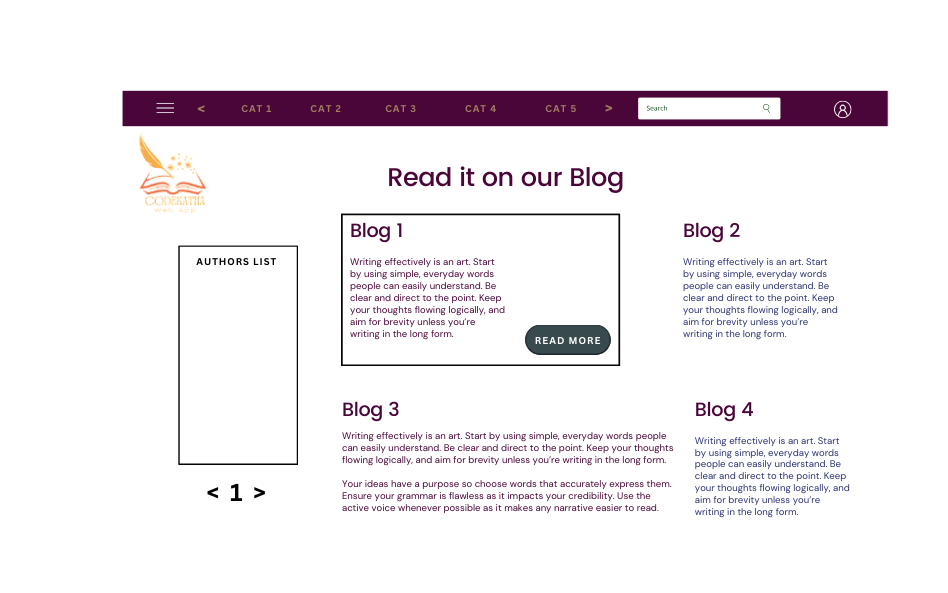 < CAT 1 CAT 2 CAT 3 CAT 4 CAT 5 > Search
CODEKATHA
Web App
Read it on our Blog
AUTHORS LIST
< 1 >
Blog 1
Writing effectively is an art. Start
by using simple, everyday words
people can easily understand. Be
clear and direct to the point. Keep
your thoughts flowing logically, and
aim for brevity unless you're
writing in the long form.
READ MORE
Blog 2
Writing effectively is an art. Start
by using simple, everyday words
people can easily understand. Be
clear and direct to the point. Keep
your thoughts flowing logically, and
aim for brevity unless you're
writing in the long form.
Blog 3
Writing effectively is an art. Start by using simple, everyday words people
can easily understand. Be clear and direct to the point. Keep your thoughts
flowing logically, and aim for brevity unless you're writing in the long form.
Your ideas have a purpose so choose words that accurately express them.
Ensure your grammar is flawless as it impacts your credibility. Use the
active voice whenever possible as it makes any narrative easier to read.
Blog 4
Writing effectively is an art. Start
by using simple, everyday words
people can easily understand. Be
clear and direct to the point. Keep
your thoughts flowing logically, and
aim for brevity unless you're
writing in the long form.